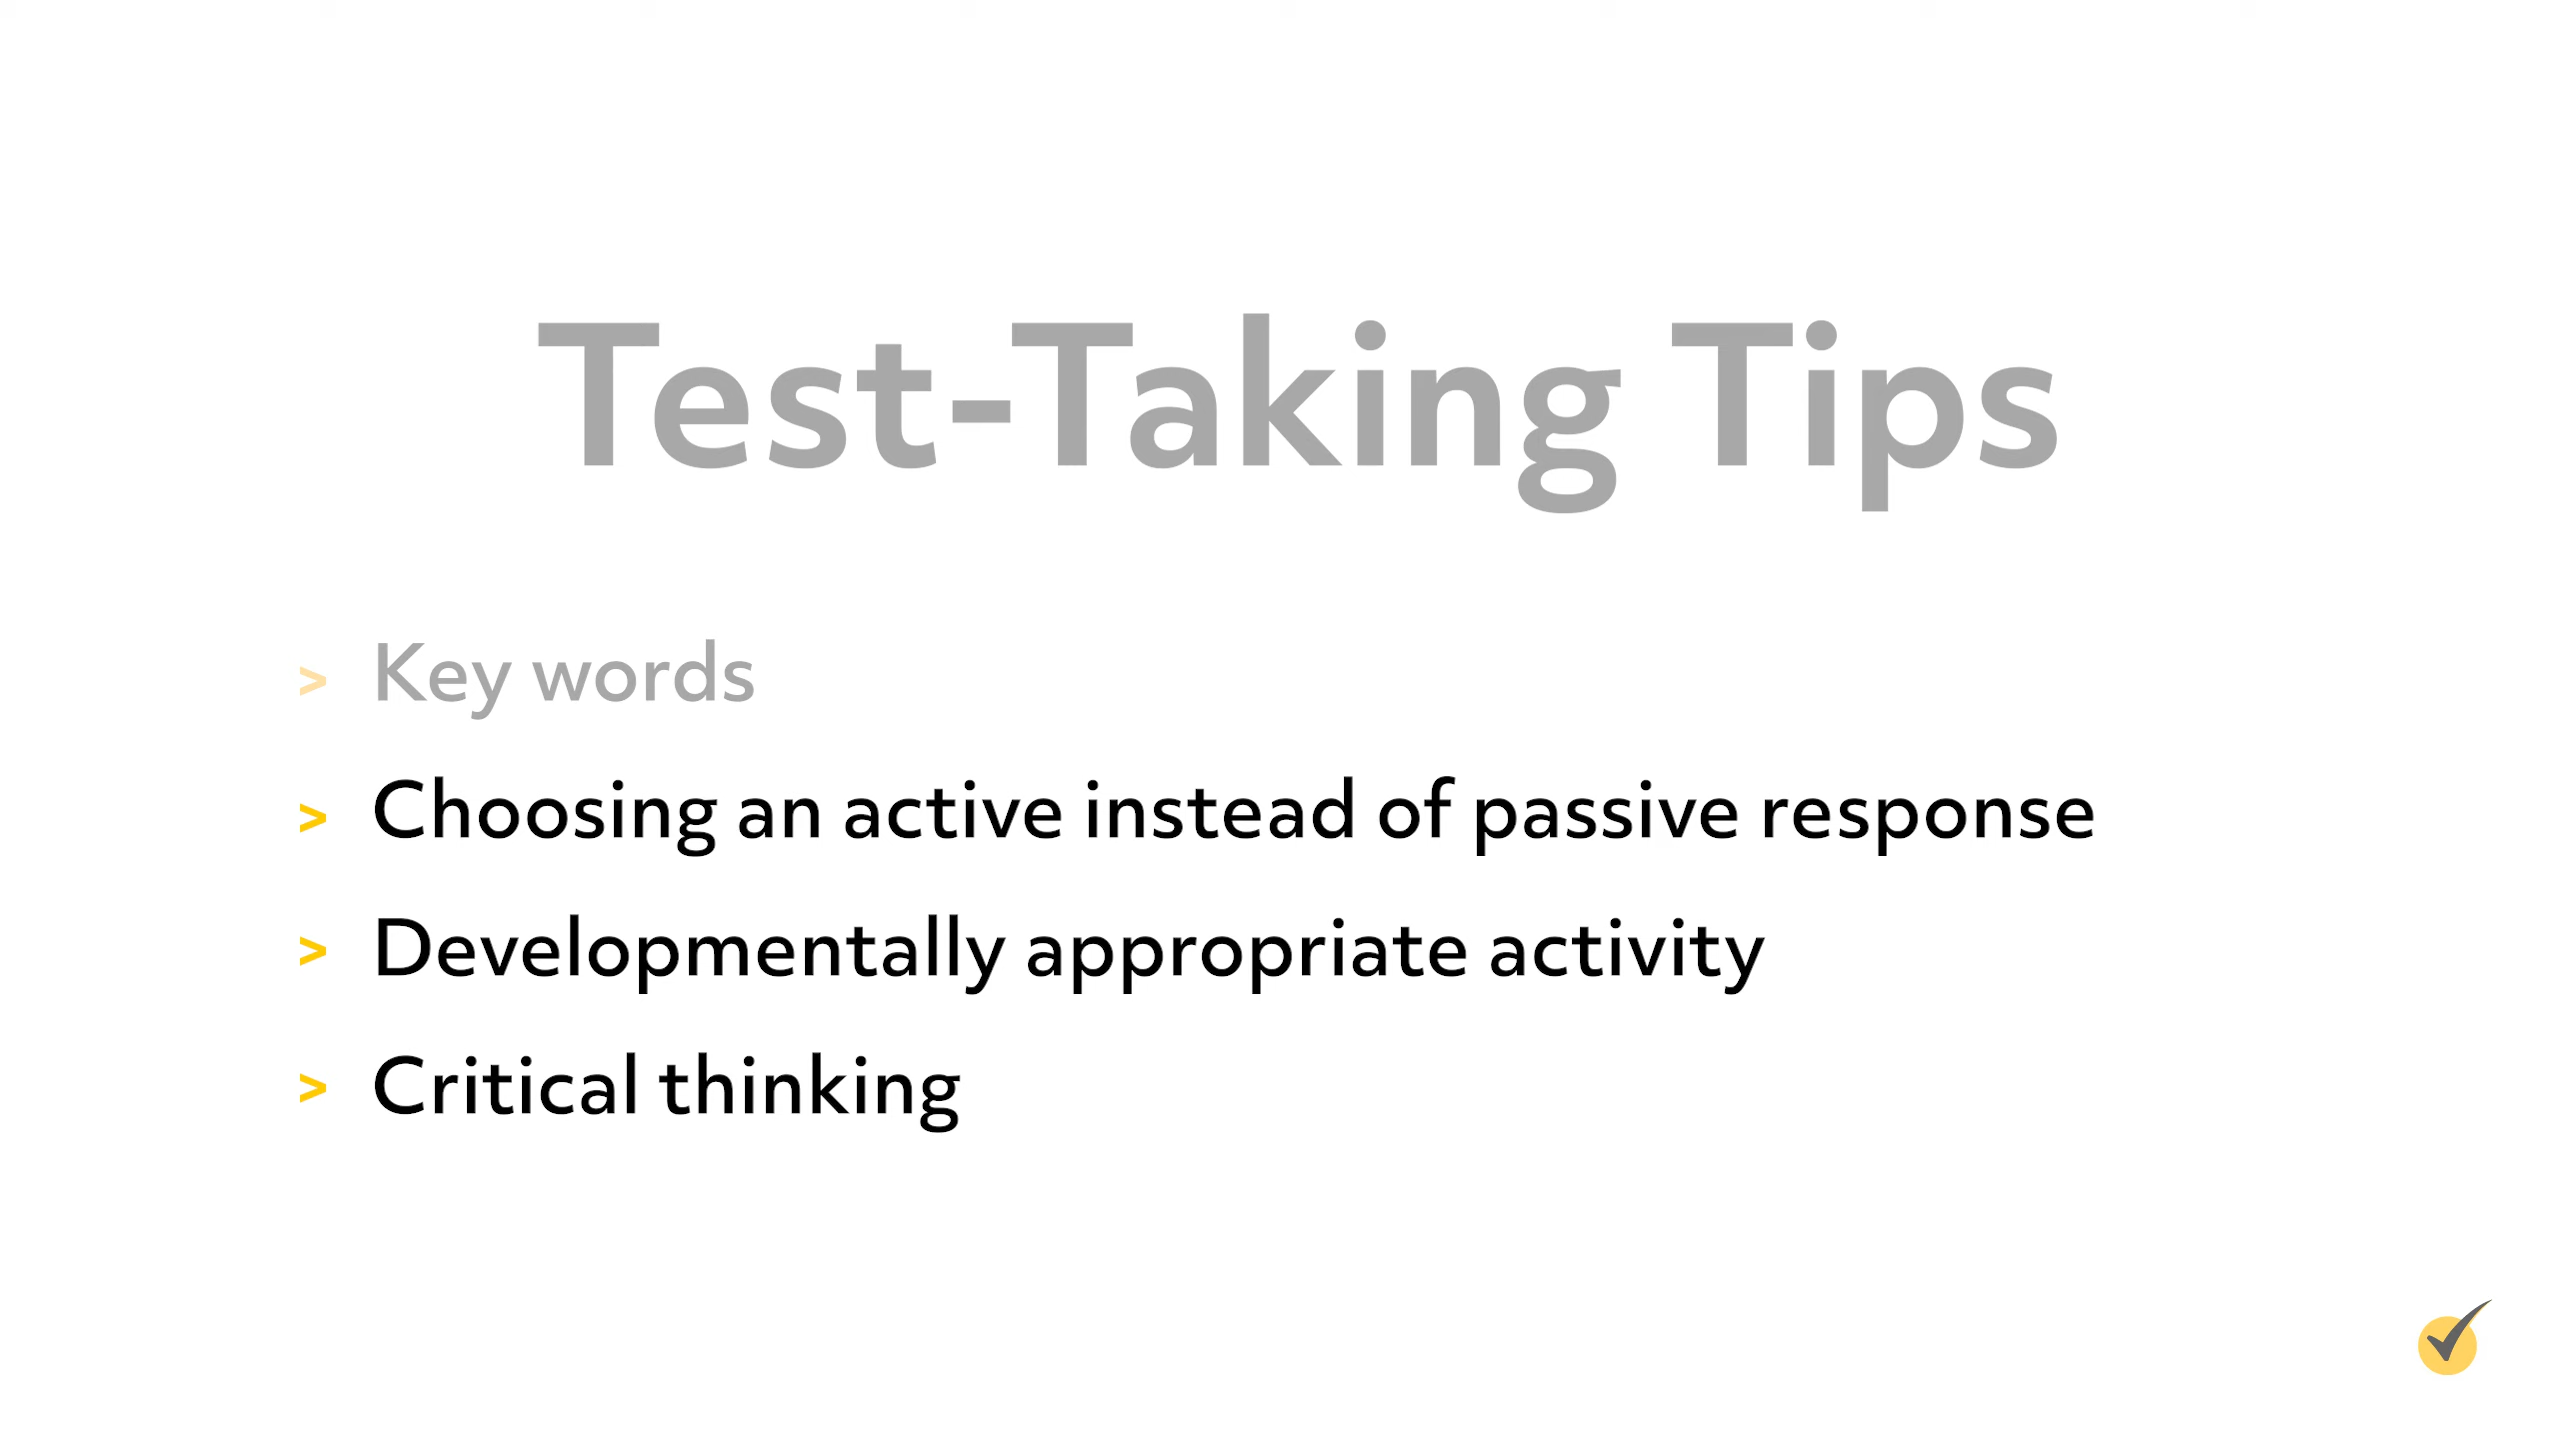 Test-Taking Tips
> Key words
> Choosing an active instead of passive response
> Developmentally appropriate activity
> Critical thinking